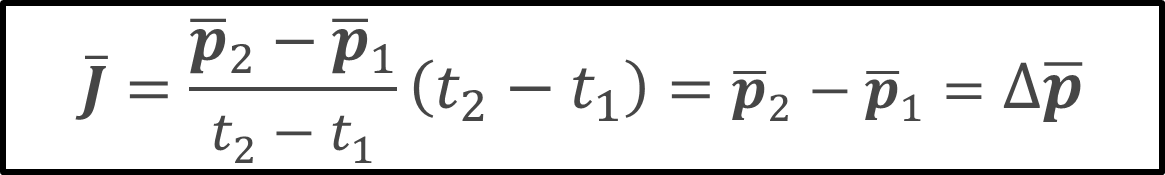 J̅ = (p̅₂ − p̅₁)/(t₂ − t₁) (t₂ − t₁) = p̅₂ − p̅₁ = Δp̅